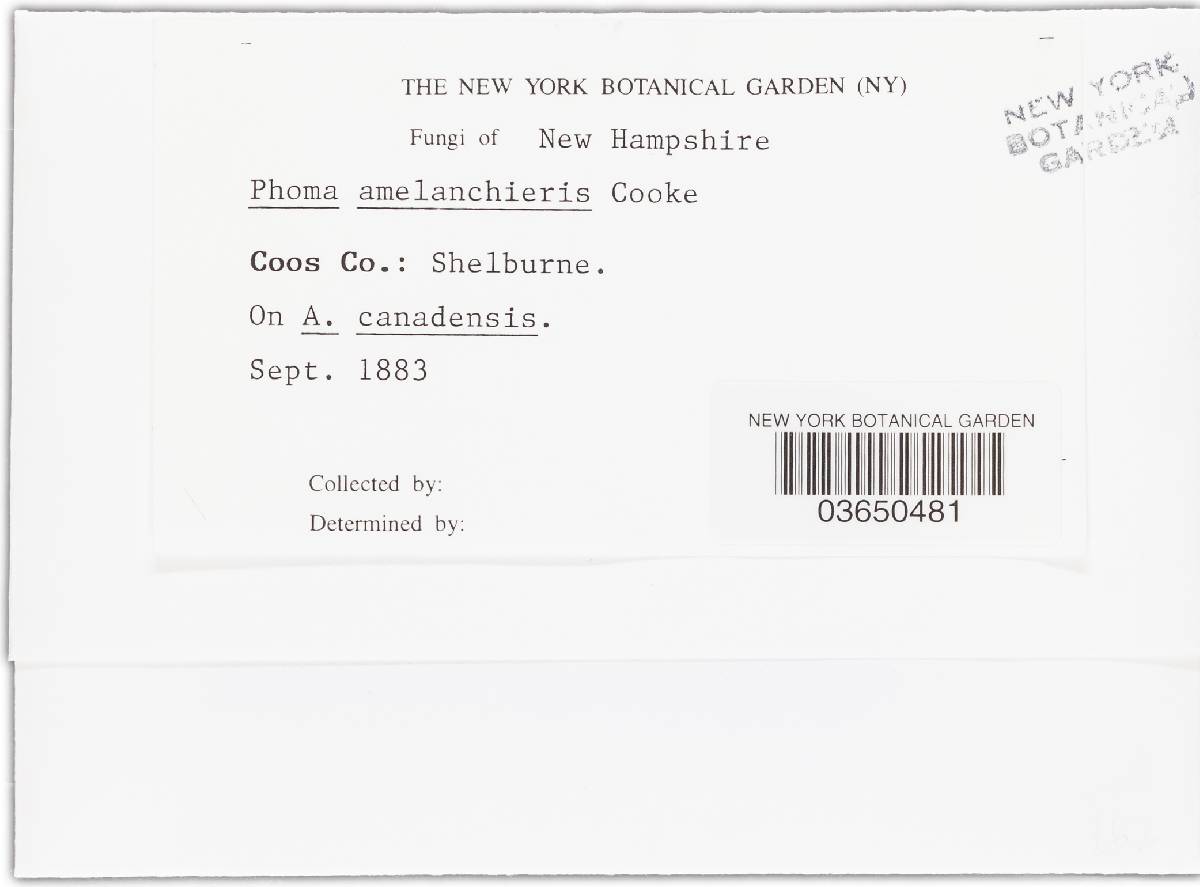 THE NEW YORK BOTANICAL GARDEN (NY)
Fungi of New Hampshire
Phoma amelanchieris Cooke
Coos Co.: Shelburne.
On A. canadensis.
Sept. 1883
Collected by:
Determined by:
NEW YORK
BOTANICAL
GARDEN
NEW YORK BOTANICAL GARDEN
03650481